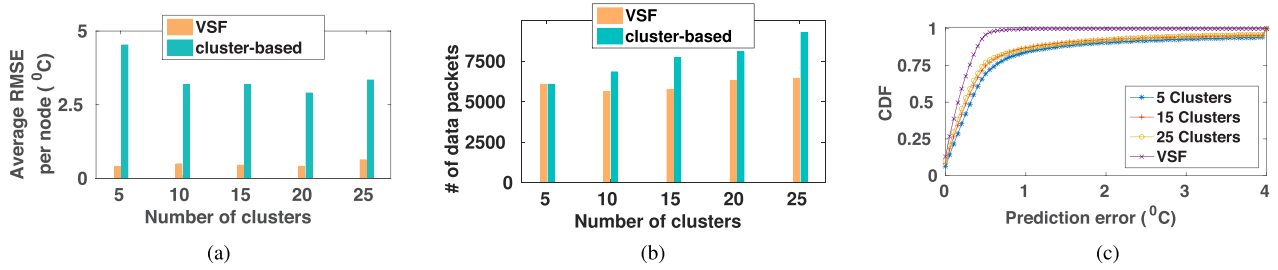 VSF
cluster-based
5
2.5
0
Average RMSE
per node ( ⁰C)
5 10 15 20 25
Number of clusters
(a)
VSF
cluster-based
7500
5000
2500
0
# of data packets
5 10 15 20 25
Number of clusters
(b)
1
0.75
0.5
0.25
0
CDF
5 Clusters
15 Clusters
25 Clusters
VSF
0 1 2 3 4
Prediction error ( ⁰C)
(c)